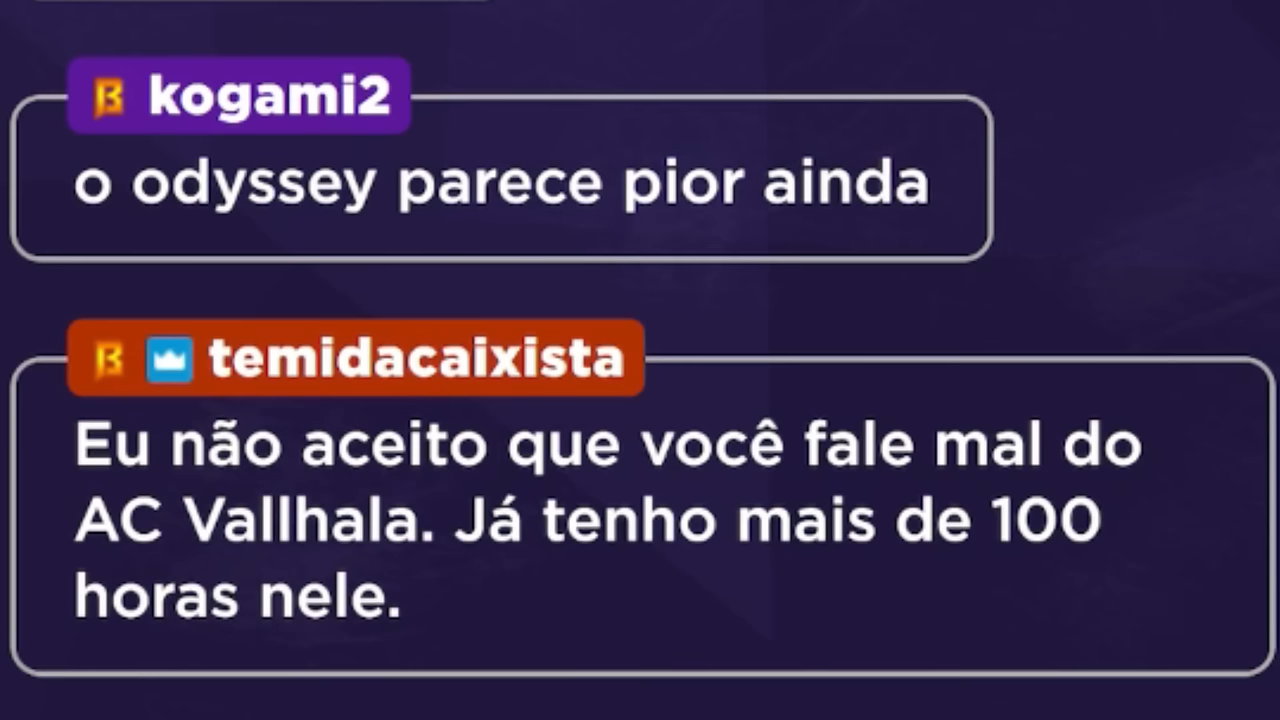 kogami2
o odyssey parece pior ainda
temidacaixista
Eu não aceito que você fale mal do
AC Vallhala. Já tenho mais de 100
horas nele.